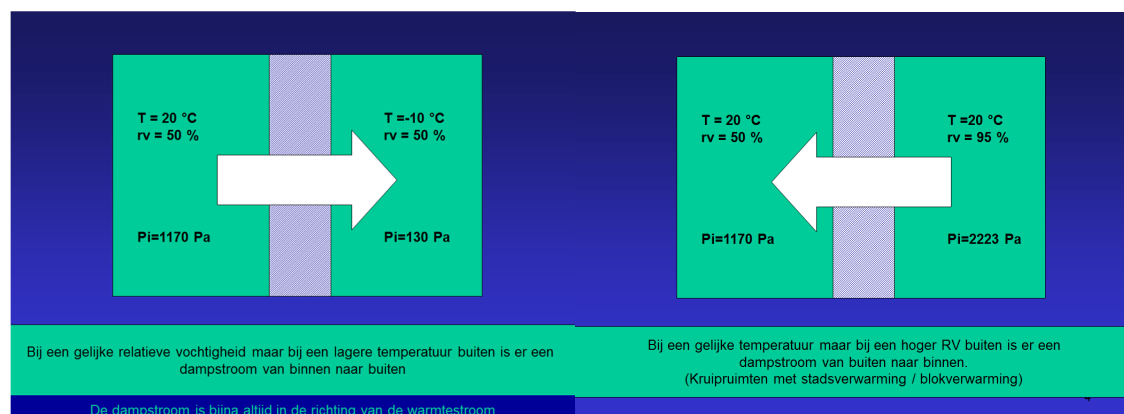 T = 20 °C
rv = 50 %
T =-10 °C
rv = 50 %
Pi=1170 Pa
Pi=130 Pa
Bij een gelijke relatieve vochtigheid maar bij een lagere temperatuur buiten is er een
dampstroom van binnen naar buiten
De dampstroom is bijna altijd in de richting van de warmtestroom
T = 20 °C
rv = 50 %
T =20 °C
rv = 95 %
Pi=1170 Pa
Pi=2223 Pa
Bij een gelijke temperatuur maar bij een hoger RV buiten is er een
dampstroom van buiten naar binnen.
(Kruipruimten met stadsverwarming / blokverwarming)